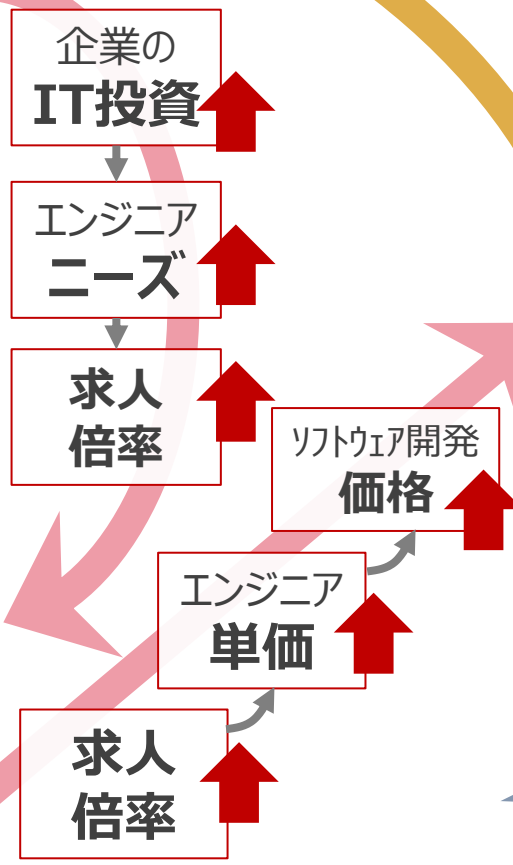 企業の
IT投資
エンジニア
ニーズ
求人
倍率
ソフトウェア開発
価格
エンジニア
単価
求人
倍率